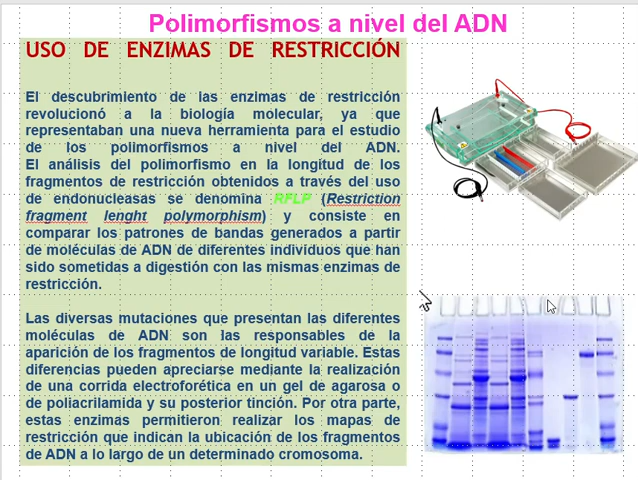 Polimorfismos a nivel del ADN
USO DE ENZIMAS DE RESTRICCIÓN
El descubrimiento de las enzimas de restricción
revolucionó a la biología molecular, ya que
representaban una nueva herramienta para el estudio
de los polimorfismos a nivel del ADN.
El análisis del polimorfismo en la longitud de los
fragmentos de restricción obtenidos a través del uso
de endonucleasas se denomina RFLP (Restriction
fragment lenght polymorphism) y consiste en
comparar los patrones de bandas generados a partir
de moléculas de ADN de diferentes individuos que han
sido sometidas a digestión con las mismas enzimas de
restricción.
Las diversas mutaciones que presentan las diferentes
moléculas de ADN son las responsables de la
aparición de los fragmentos de longitud variable. Estas
diferencias pueden apreciarse mediante la realización
de una corrida electroforética en un gel de agarosa o
de poliacrilamida y su posterior tinción. Por otra parte,
estas enzimas permitieron realizar los mapas de
restricción que indican la ubicación de los fragmentos
de ADN a lo largo de un determinado cromosoma.